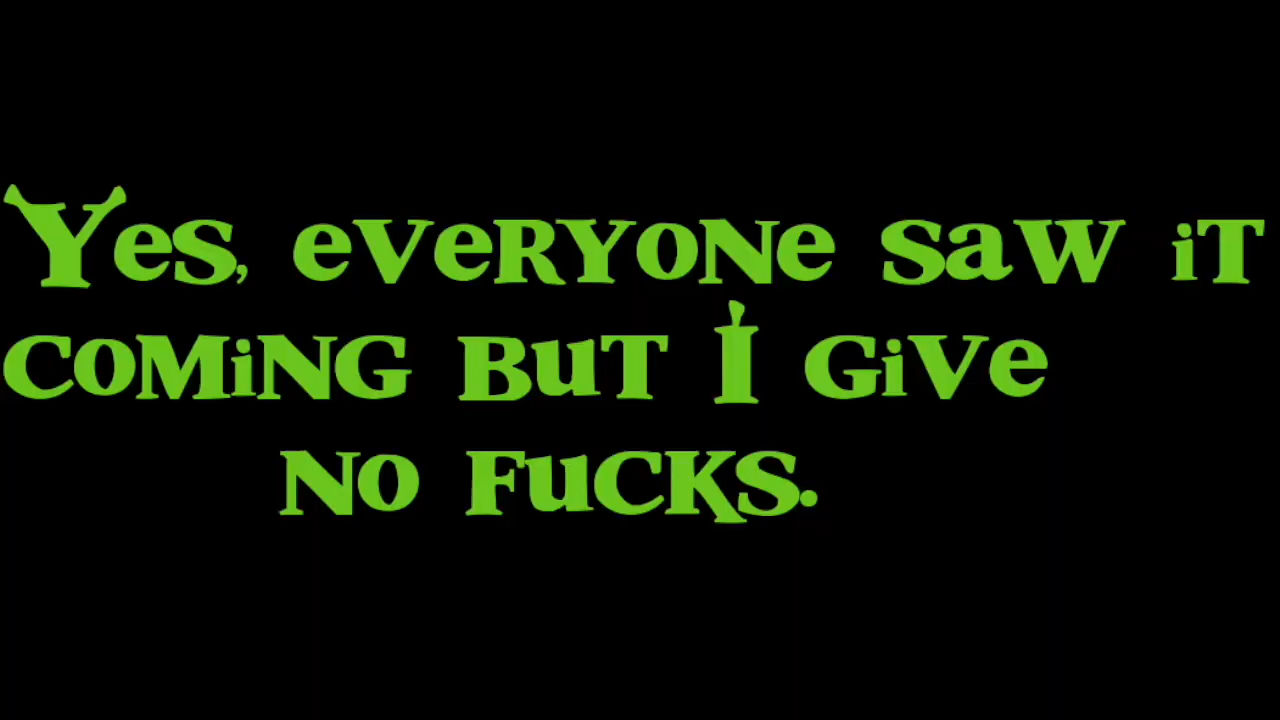 Yes, everyone saw it
coming but I give
no fucks.